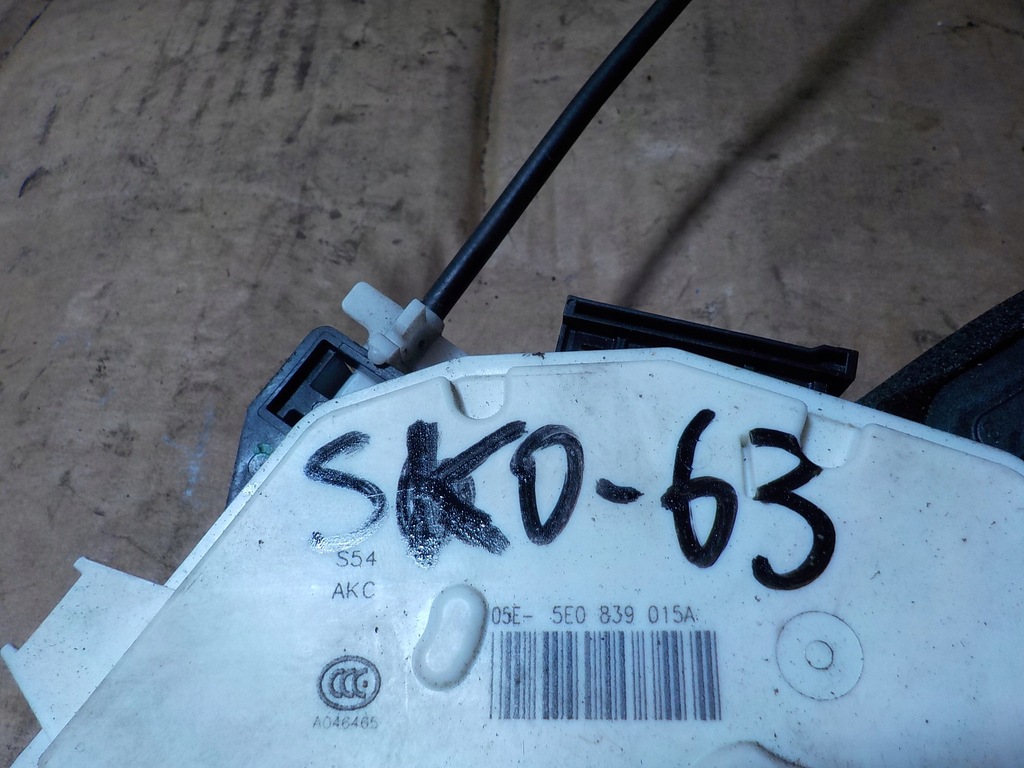 SKO-63
S54
AKC
05E- 5E0 839 015A
CCC
A046465